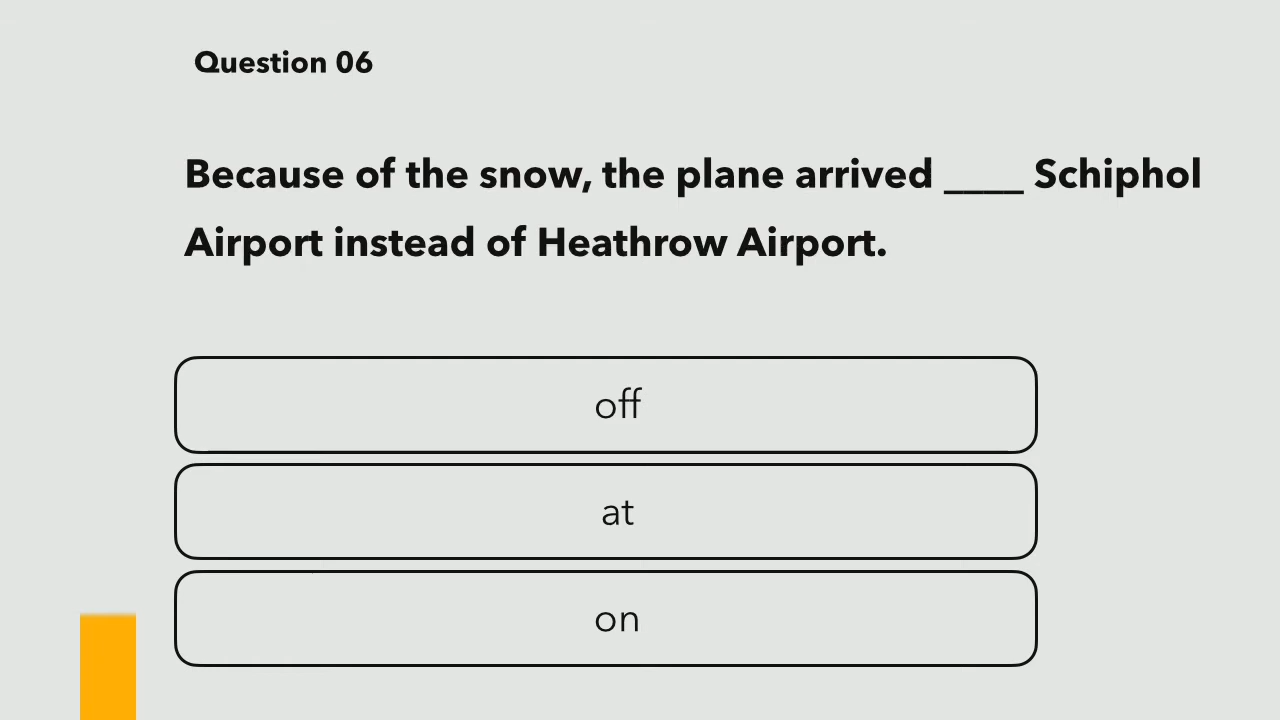 Question 06
Because of the snow, the plane arrived ____ Schiphol
Airport instead of Heathrow Airport.
off
at
on